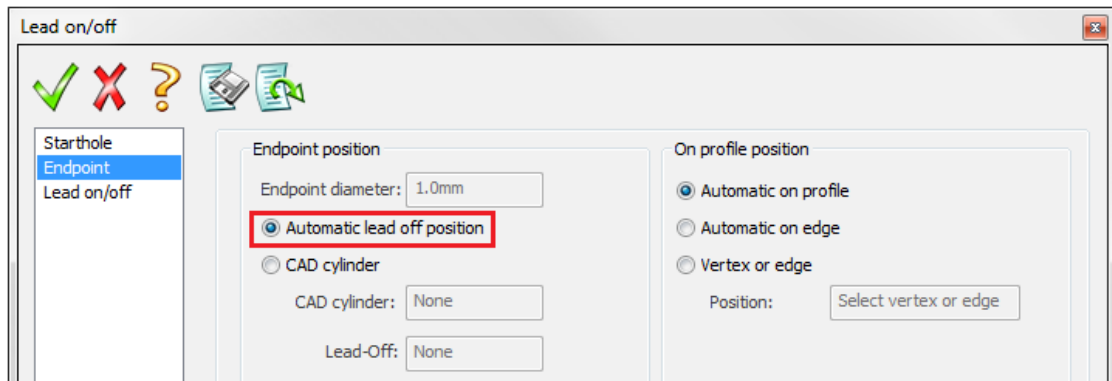 Lead on/off
Starthole
Endpoint
Lead on/off
Endpoint position
Endpoint diameter: 1.0mm
Automatic lead off position
CAD cylinder
CAD cylinder: None
Lead-Off: None
On profile position
Automatic on profile
Automatic on edge
Vertex or edge
Position: Select vertex or edge